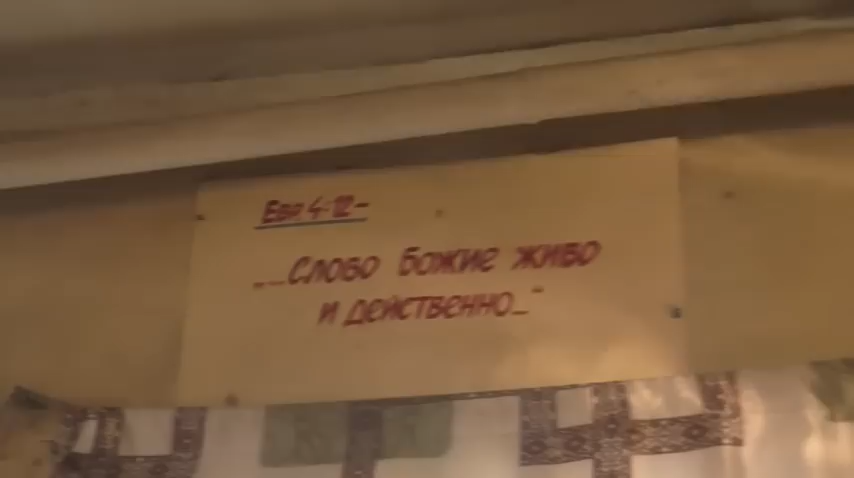 Евр. 4-12-
„...Слово божие живо
и действенно..."